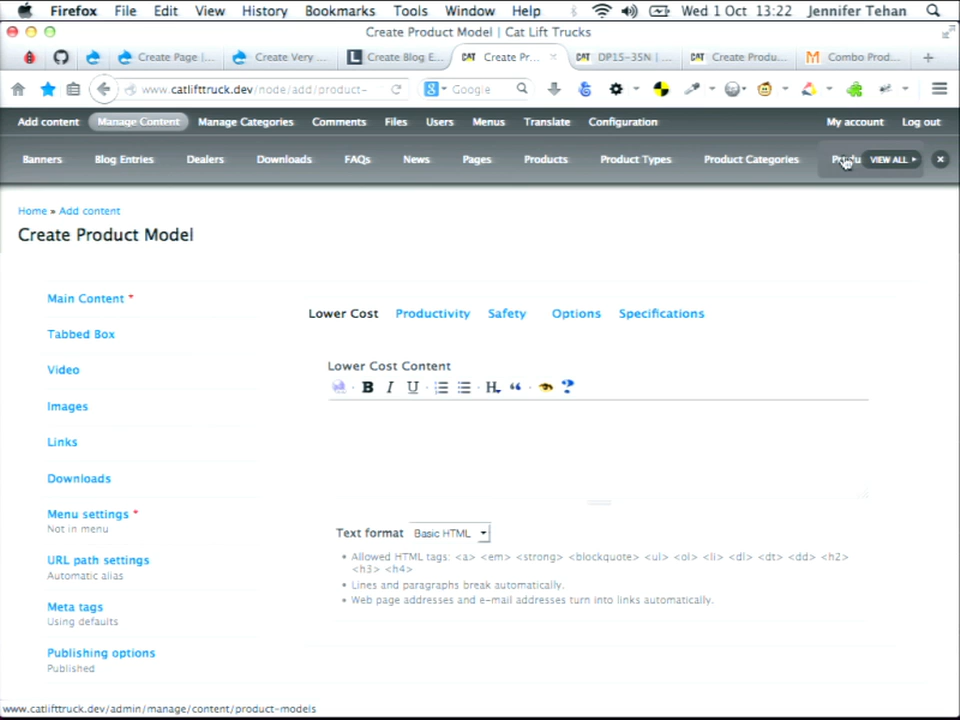 Firefox File Edit View History Bookmarks Tools Window Help Wed 1 Oct 13:22 Jennifer Tehan
Create Product Model | Cat Lift Trucks
Create Page |... Create Very ... Create Blog E... CAT Create Pr... CAT DP15-35N |... CAT Create Produ... Combo Prod...
www.catlifttruck.dev/node/add/product- Google
Add content Manage Content Manage Categories Comments Files Users Menus Translate Configuration My account Log out
Banners Blog Entries Dealers Downloads FAQs News Pages Products Product Types Product Categories Produ VIEW ALL
Home » Add content
Create Product Model
Main Content *
Lower Cost Productivity Safety Options Specifications
Tabbed Box
Video
Lower Cost Content
B I U H
Images
Links
Downloads
Menu settings *
Not in menu
Text format Basic HTML
URL path settings
Automatic alias
• Allowed HTML tags: <a> <em> <strong> <blockquote> <ul> <ol> <li> <dl> <dt> <dd> <h2>
<h3> <h4>
• Lines and paragraphs break automatically.
• Web page addresses and e-mail addresses turn into links automatically.
Meta tags
Using defaults
Publishing options
Published
www.catlifttruck.dev/admin/manage/content/product-models